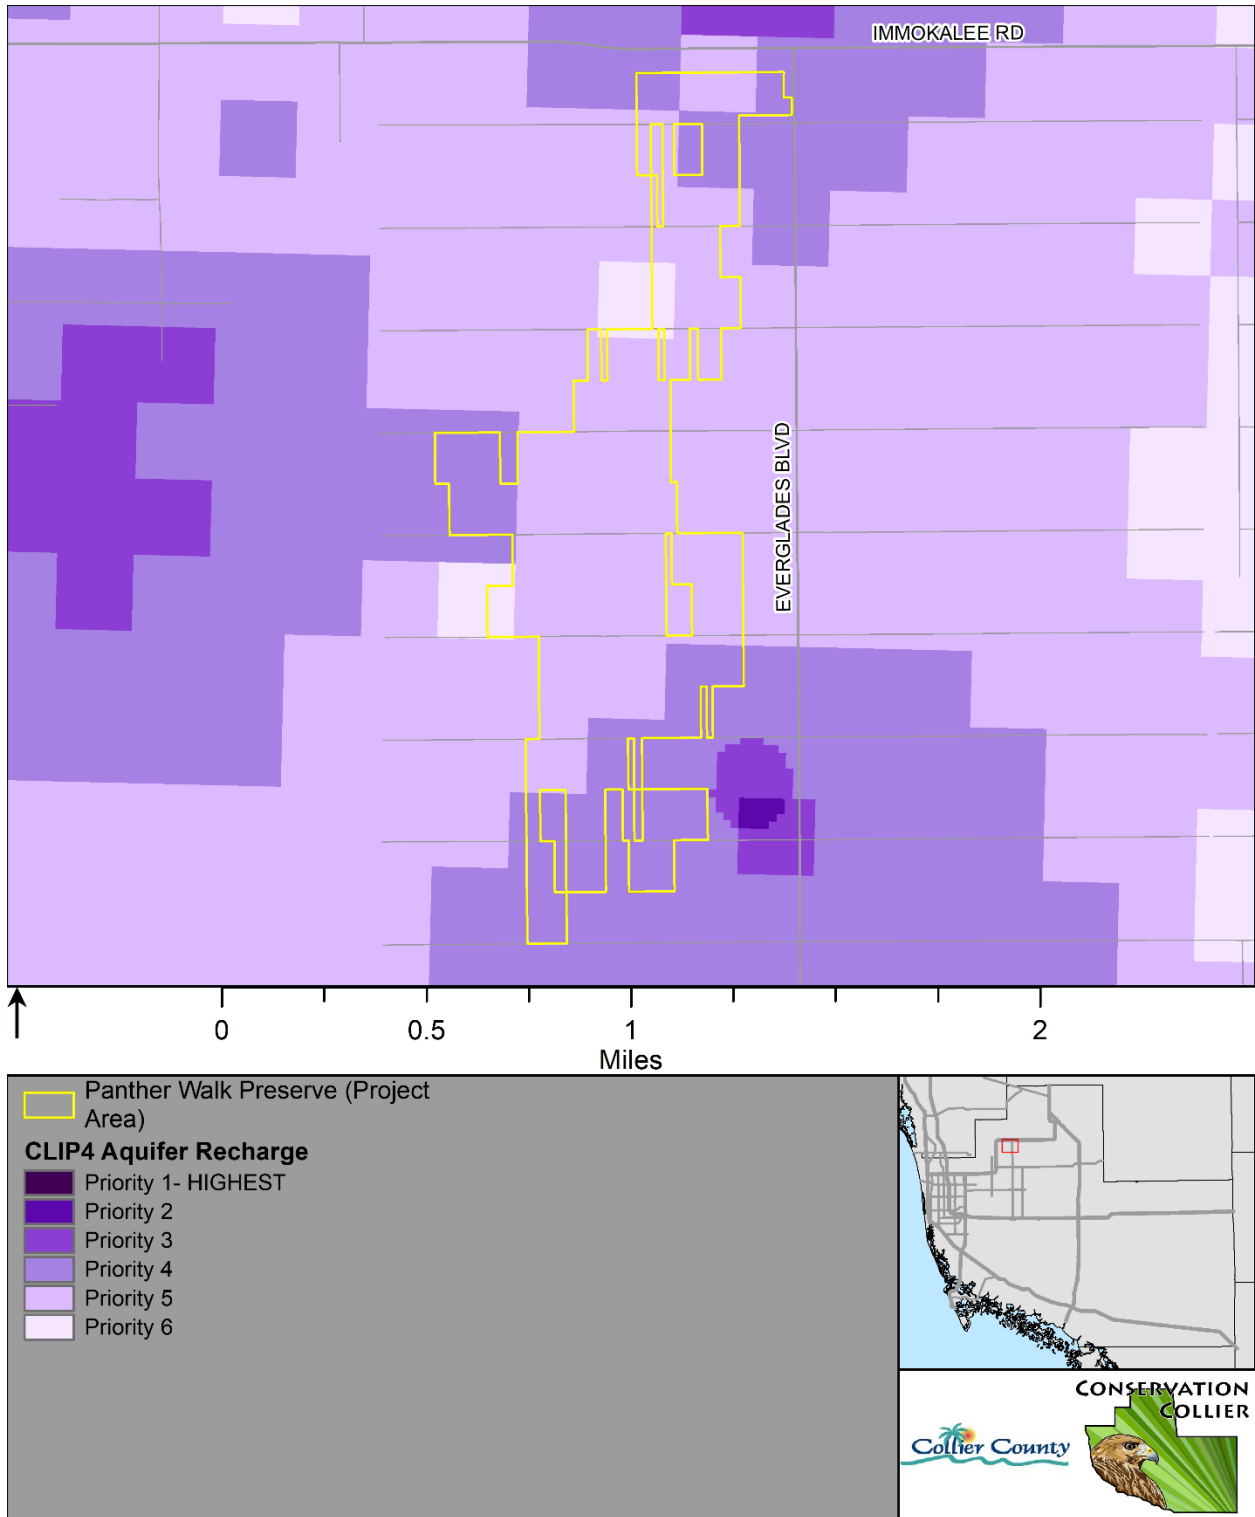 IMMOKALEE RD
EVERGLADES BLVD
0 0.5 1 2
Miles
Panther Walk Preserve (Project
Area)
CLIP4 Aquifer Recharge
Priority 1- HIGHEST
Priority 2
Priority 3
Priority 4
Priority 5
Priority 6
CONSERVATION
COLLIER
Collier County